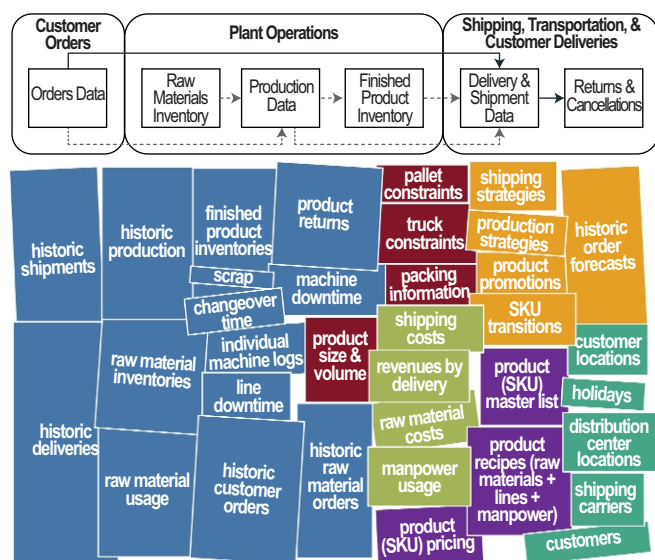 Customer
Orders
Plant Operations
Shipping, Transportation, &
Customer Deliveries
Orders Data
Raw
Materials
Inventory
Production
Data
Finished
Product
Inventory
Delivery &
Shipment
Data
Returns &
Cancellations
historic
shipments
historic
production
finished
product
inventories
product
returns
pallet
constraints
shipping
strategies
historic
order
forecasts
truck
constraints
production
strategies
scrap
machine
downtime
packing
information
product
promotions
changeover
time
SKU
transitions
historic
deliveries
raw material
inventories
individual
machine logs
product
size &
volume
shipping
costs
customer
locations
line
downtime
revenues by
delivery
product
(SKU)
master list
holidays
raw material
usage
historic
customer
orders
historic
raw
material
orders
raw material
costs
distribution
center
locations
manpower
usage
product
recipes (raw
materials +
lines +
manpower)
shipping
carriers
product
(SKU) pricing
customers